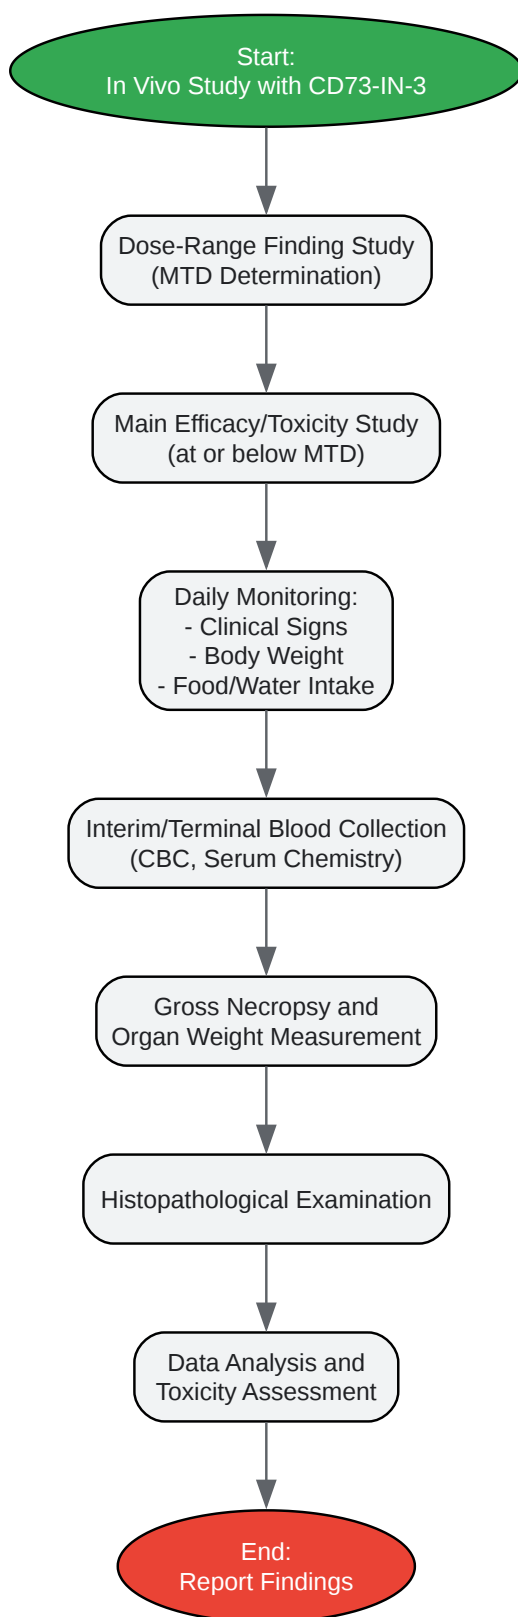 Start:
In Vivo Study with CD73-IN-3
Dose-Range Finding Study
(MTD Determination)
Main Efficacy/Toxicity Study
(at or below MTD)
Daily Monitoring:
- Clinical Signs
- Body Weight
- Food/Water Intake
Interim/Terminal Blood Collection
(CBC, Serum Chemistry)
Gross Necropsy and
Organ Weight Measurement
Histopathological Examination
Data Analysis and
Toxicity Assessment
End:
Report Findings